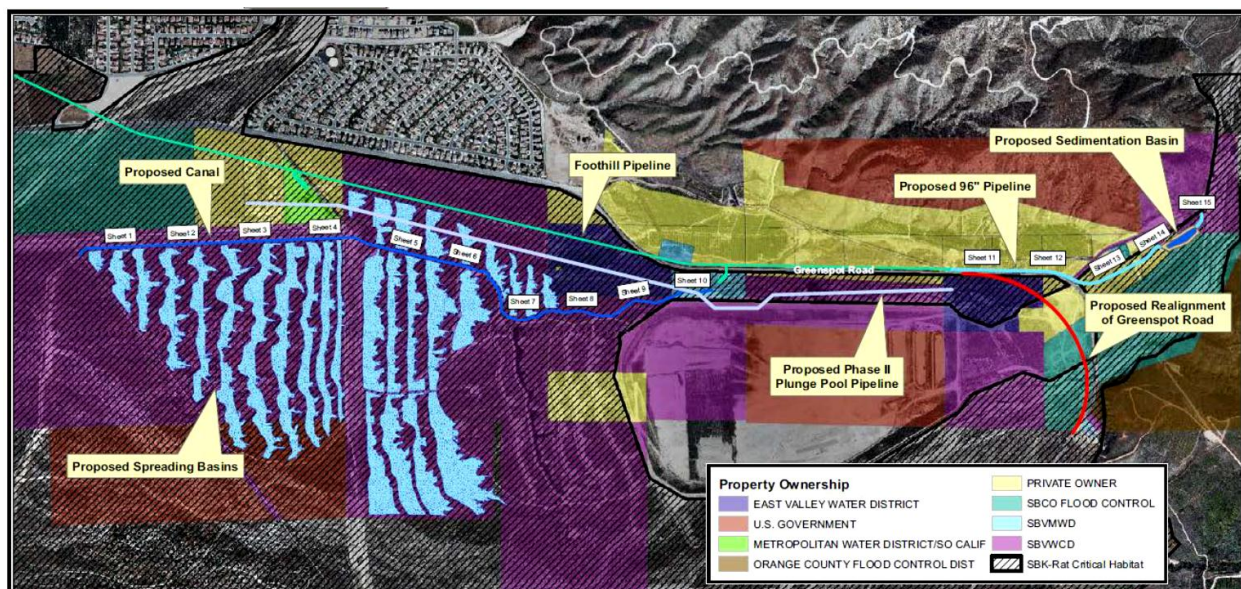 Proposed Sedimentation
Basin
Foothill Pipeline
Proposed Canal
Proposed 96" Pipeline
Sheet 15
Sheet 14
Sheet 13
Sheet 1
Sheet 2
Sheet 3
Sheet 4
Sheet 5
Sheet 6
Sheet 7
Sheet 8
Sheet 9
Sheet 10
Greenspot Road
Sheet 11
Sheet 12
Proposed Realignment
of Greenspot Road
Proposed Phase II
Plunge Pool Pipeline
Proposed Spreading Basins
Property Ownership
EAST VALLEY WATER DISTRICT
U.S. GOVERNMENT
METROPOLITAN WATER DISTRICT/SO CALIF
ORANGE COUNTY FLOOD CONTROL DIST
PRIVATE OWNER
SBCO FLOOD CONTROL
SBVMWD
SBVWCD
SBK-Rat Critical Habitat